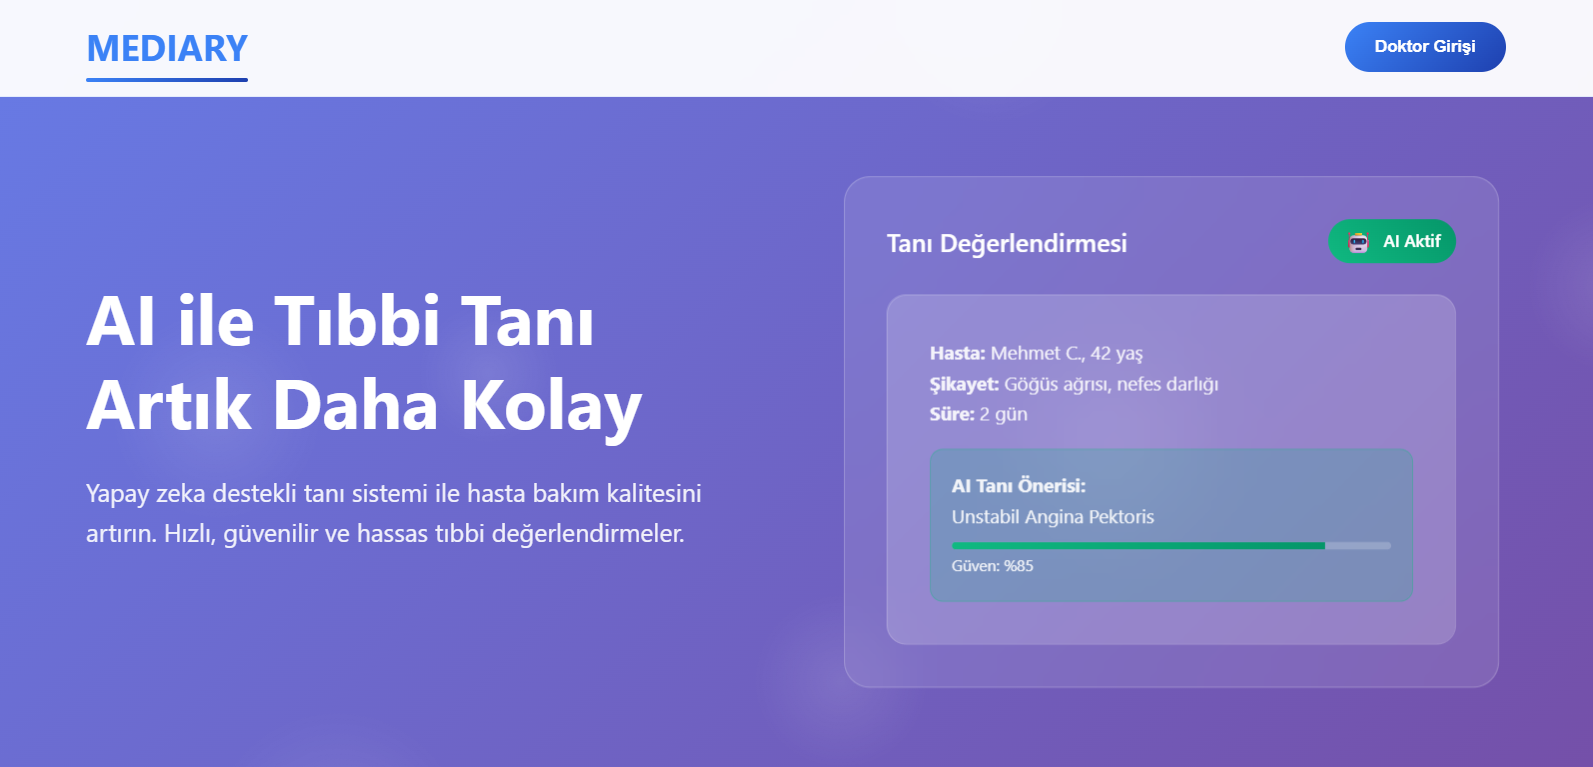 MEDIARY
Doktor Girişi
AI ile Tıbbi Tanı
Artık Daha Kolay
Yapay zeka destekli tanı sistemi ile hasta bakım kalitesini
artırın. Hızlı, güvenilir ve hassas tıbbi değerlendirmeler.
Tanı Değerlendirmesi
AI Aktif
Hasta: Mehmet C., 42 yaş
Şikayet: Göğüs ağrısı, nefes darlığı
Süre: 2 gün
AI Tanı Önerisi:
Unstabil Angina Pektoris
Güven: %85